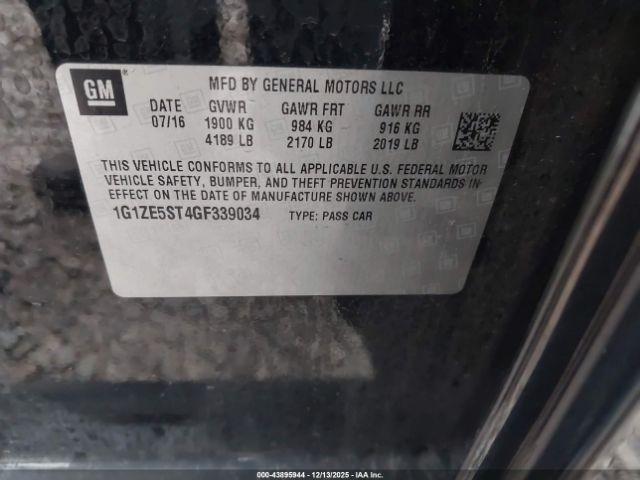 GM
MFD BY GENERAL MOTORS LLC
DATE GVWR GAWR FRT GAWR RR
07/16 1900 KG 984 KG 916 KG
4189 LB 2170 LB 2019 LB
THIS VEHICLE CONFORMS TO ALL APPLICABLE U.S. FEDERAL MOTOR
VEHICLE SAFETY, BUMPER, AND THEFT PREVENTION STANDARDS IN
EFFECT ON THE DATE OF MANUFACTURE SHOWN ABOVE.
1G1ZE5ST4GF339034 TYPE: PASS CAR
000-43895944 - 12/13/2025 - IAA